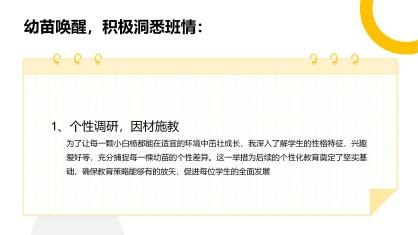 幼苗唤醒，积极洞悉班情：
1、个性调研，因材施教
为了让每一颗小白杨都能在适宜的环境中茁壮成长，我深入了解学生的性格特征、兴趣
爱好等，充分捕捉每一棵幼苗的个性差异。这一举措为后续的个性化教育奠定了坚实基
础，确保教育策略能够有的放矢，促进每位学生的全面发展